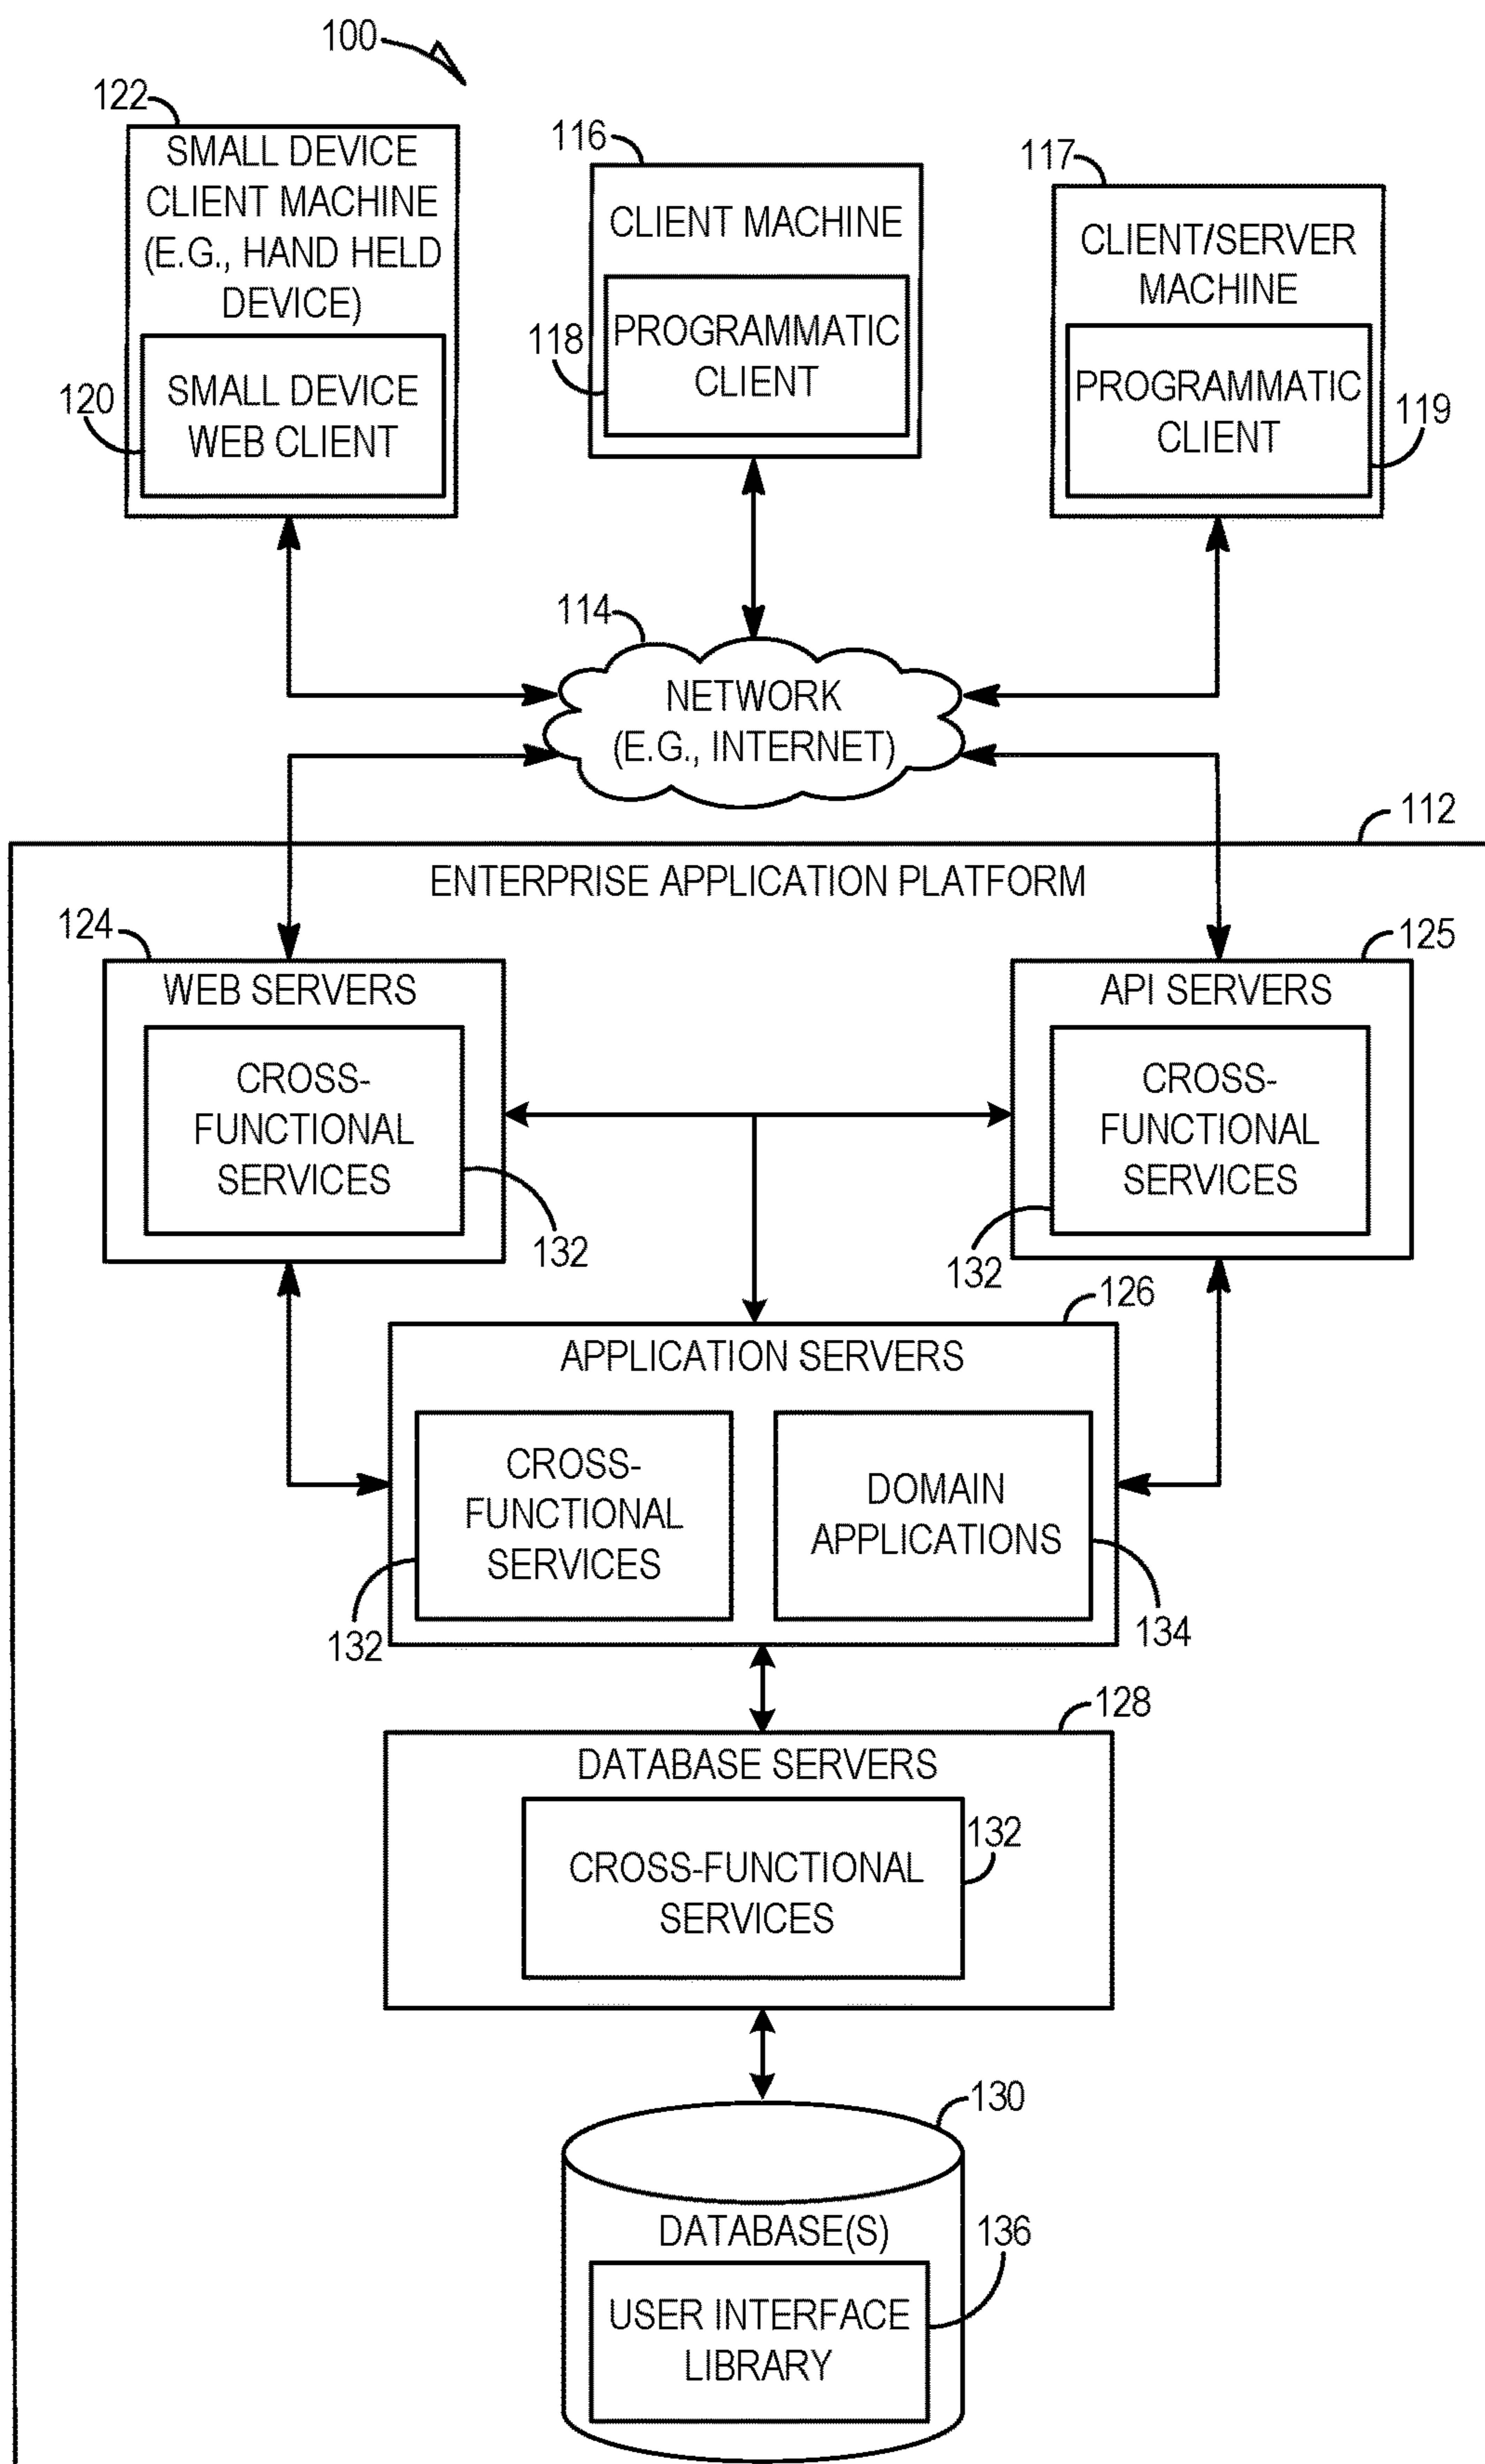 100
122
SMALL DEVICE
CLIENT MACHINE
(E.G., HAND HELD
DEVICE)
120
SMALL DEVICE
WEB CLIENT
116
CLIENT MACHINE
118
PROGRAMMATIC
CLIENT
117
CLIENT/SERVER
MACHINE
PROGRAMMATIC
CLIENT
119
114
NETWORK
(E.G., INTERNET)
112
ENTERPRISE APPLICATION PLATFORM
124
WEB SERVERS
CROSS-
FUNCTIONAL
SERVICES
132
125
API SERVERS
CROSS-
FUNCTIONAL
SERVICES
132
126
APPLICATION SERVERS
CROSS-
FUNCTIONAL
SERVICES
132
DOMAIN
APPLICATIONS
134
128
DATABASE SERVERS
132
CROSS-FUNCTIONAL
SERVICES
130
DATABASE(S)
136
USER INTERFACE
LIBRARY